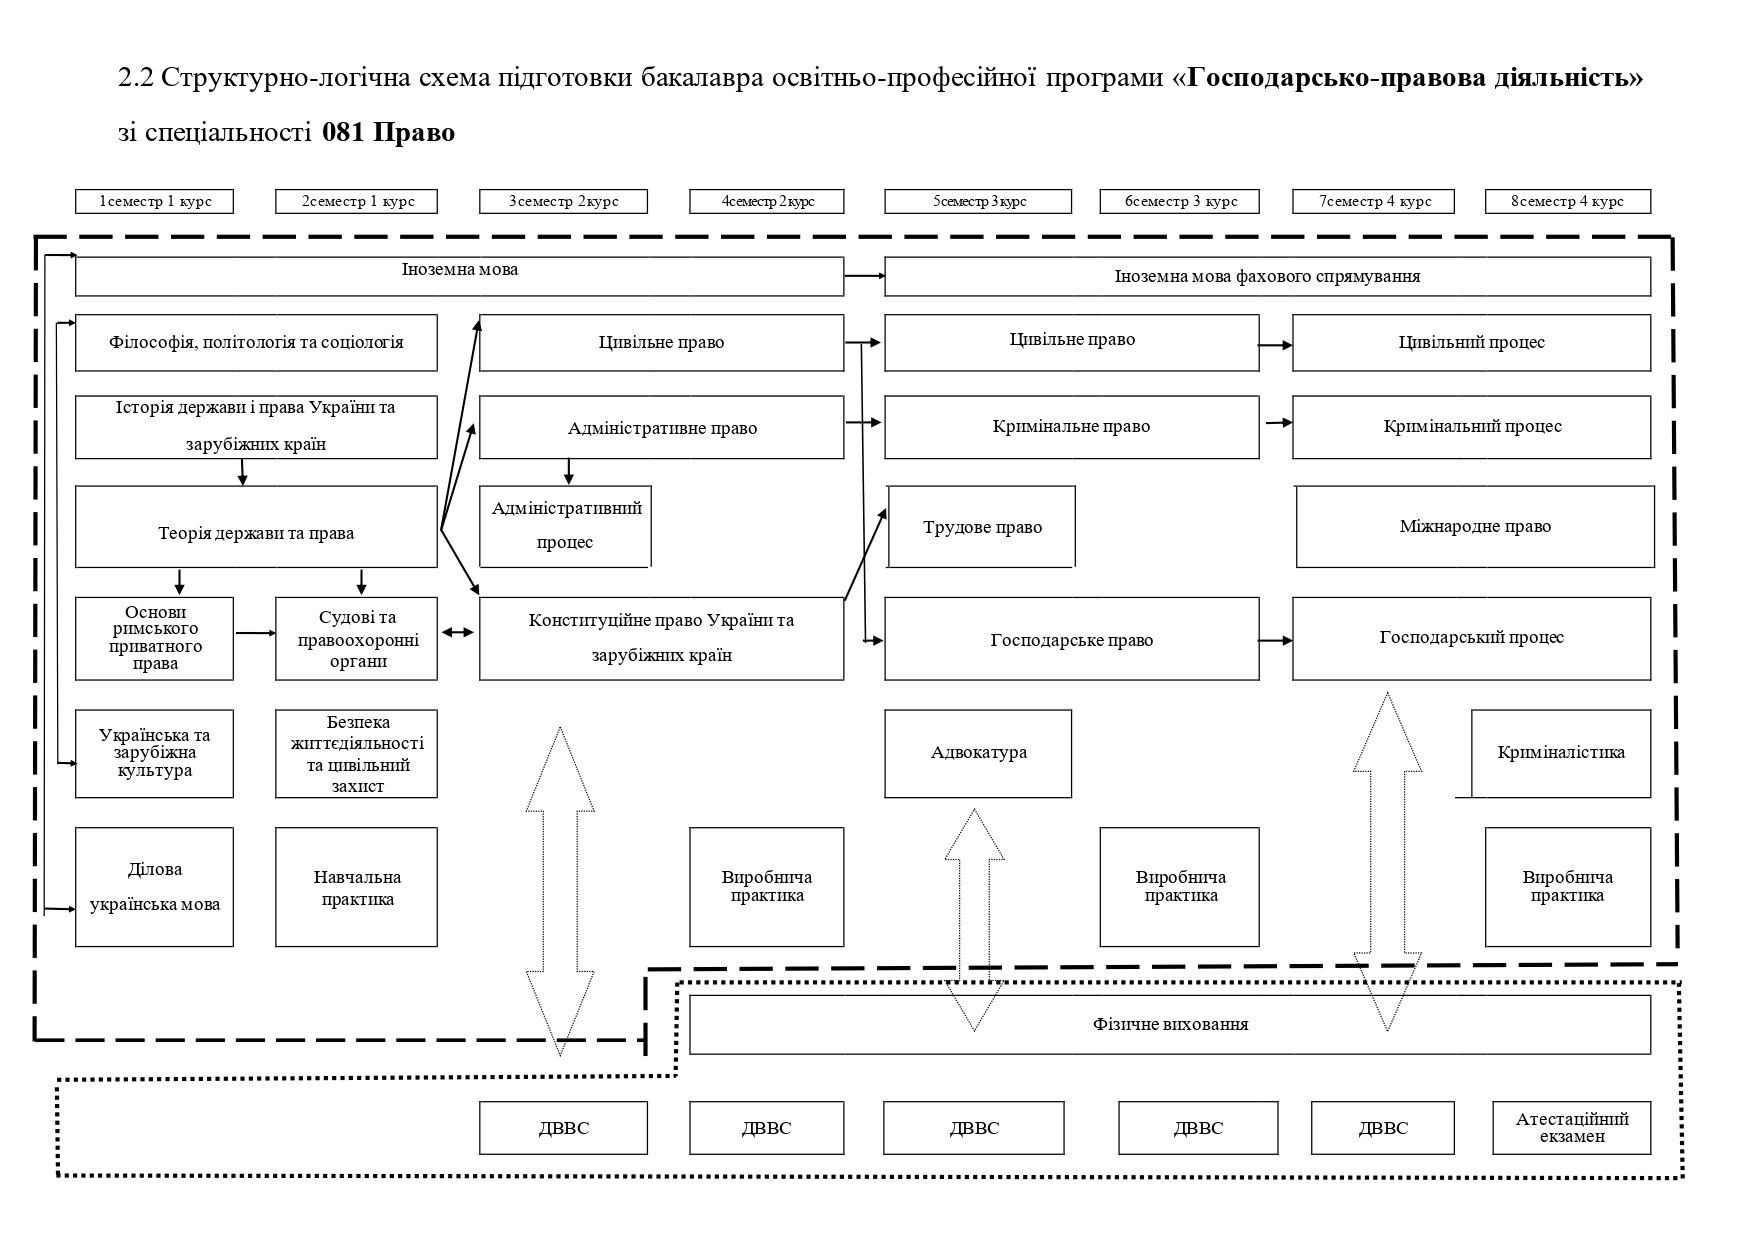 2.2 Структурно-логічна схема підготовки бакалавра освітньо-професійної програми «Господарсько-правова діяльність»
зі спеціальності 081 Право
1семестр 1 курс
2семестр 1 курс
3семестр 2курс
4семестр 2 курс
5семестр 3 курс
6семестр 3 курс
7семестр 4 курс
8семестр 4 курс
Іноземна мова
Іноземна мова фахового спрямування
Філософія, політологія та соціологія
Цивільне право
Цивільне право
Цивільний процес
Історія держави і права України та
зарубіжних країн
Адміністративне право
Кримінальне право
Кримінальний процес
Теорія держави та права
Адміністративний
процес
Трудове право
Міжнародне право
Основи
римського
приватного
права
Судові та
правоохоронні
органи
Конституційне право України та
зарубіжних країн
Господарське право
Господарський процес
Українська та
зарубіжна
культура
Безпека
життєдіяльності
та цивільний
захист
Адвокатура
Криміналістика
Ділова
українська мова
Навчальна
практика
Виробнича
практика
Виробнича
практика
Виробнича
практика
Фізичне виховання
ДВВС
ДВВС
ДВВС
ДВВС
ДВВС
Атестаційний
екзамен